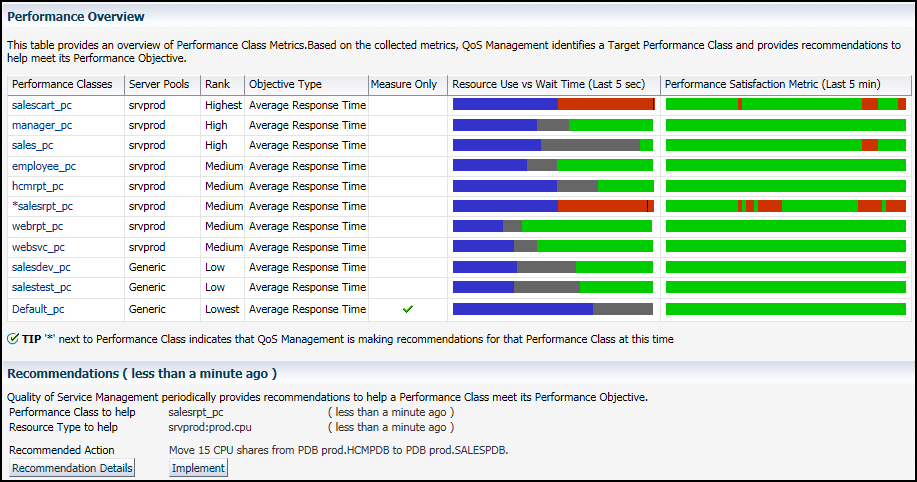 Performance Overview
This table provides an overview of Performance Class Metrics.Based on the collected metrics, QoS Management identifies a Target Performance Class and provides recommendations to
help meet its Performance Objective.
Performance Classes Server Pools Rank Objective Type Measure Only Resource Use vs Wait Time (Last 5 sec) Performance Satisfaction Metric (Last 5 min)
salescart_pc srvprod Highest Average Response Time
manager_pc srvprod High Average Response Time
sales_pc srvprod High Average Response Time
employee_pc srvprod Medium Average Response Time
hcmrpt_pc srvprod Medium Average Response Time
*salesrpt_pc srvprod Medium Average Response Time
webrpt_pc srvprod Medium Average Response Time
websvc_pc srvprod Medium Average Response Time
salesdev_pc Generic Low Average Response Time
salestest_pc Generic Low Average Response Time
Default_pc Generic Lowest Average Response Time
TIP '*' next to Performance Class indicates that QoS Management is making recommendations for that Performance Class at this time
Recommendations ( less than a minute ago )
Quality of Service Management periodically provides recommendations to help a Performance Class meet its Performance Objective.
Performance Class to help salesrpt_pc ( less than a minute ago )
Resource Type to help srvprod:prod.cpu ( less than a minute ago )
Recommended Action Move 15 CPU shares from PDB prod.HCMPDB to PDB prod.SALESPDB.
Recommendation Details Implement